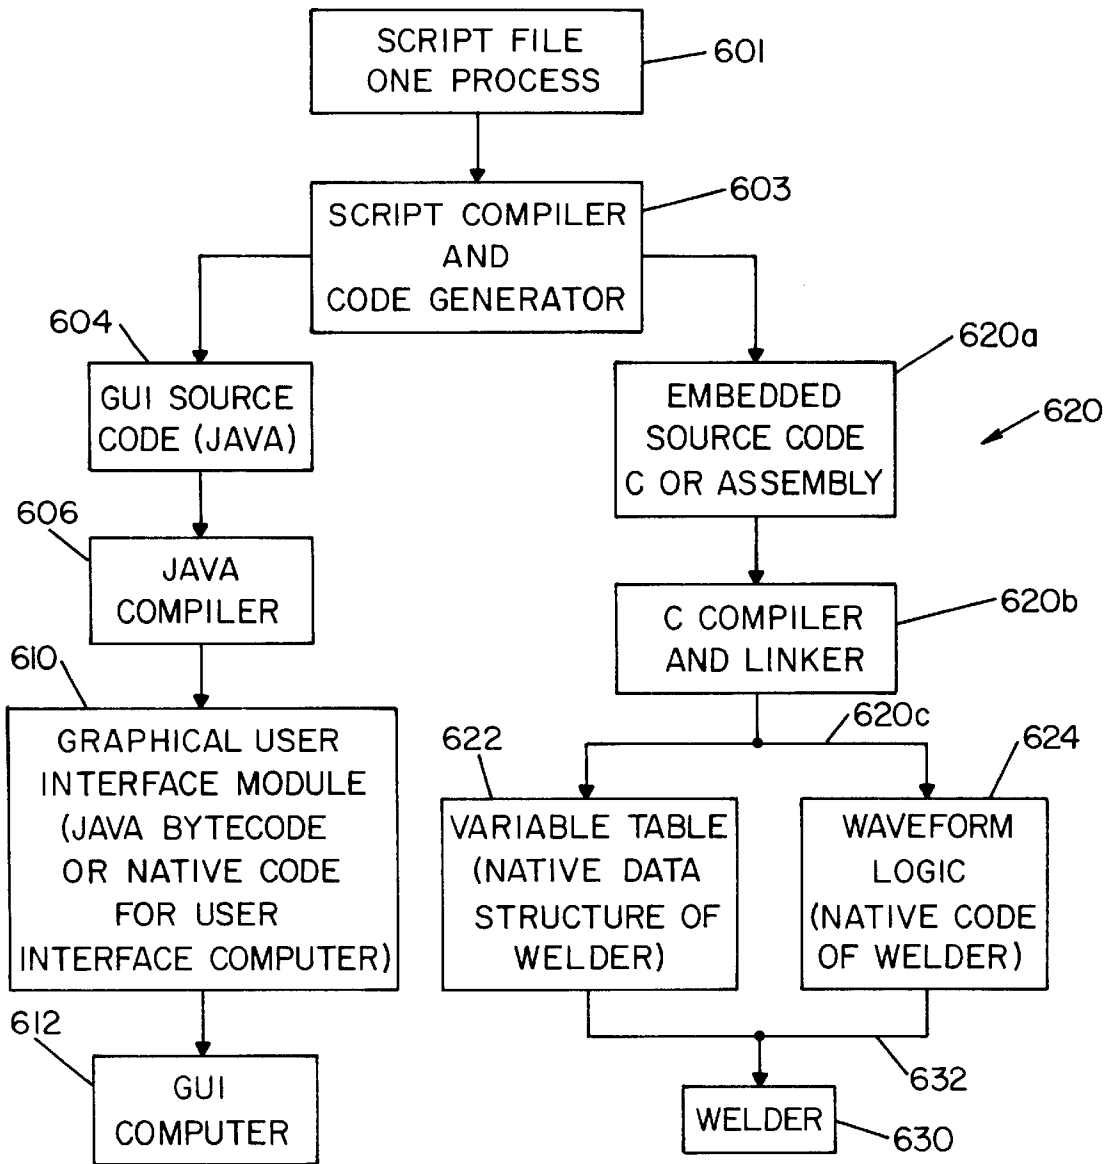 SCRIPT FILE
ONE PROCESS
601
SCRIPT COMPILER
AND
CODE GENERATOR
603
604
GUI SOURCE
CODE (JAVA)
606
JAVA
COMPILER
610
GRAPHICAL USER
INTERFACE MODULE
(JAVA BYTECODE
OR NATIVE CODE
FOR USER
INTERFACE COMPUTER)
612
GUI
COMPUTER
620a
EMBEDDED
SOURCE CODE
C OR ASSEMBLY
620
620b
C COMPILER
AND LINKER
620c
622
VARIABLE TABLE
(NATIVE DATA
STRUCTURE OF
WELDER)
624
WAVEFORM
LOGIC
(NATIVE CODE
OF WELDER)
632
WELDER
630